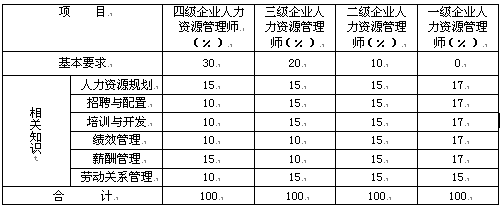 项 目 四级企业人力资源管理师(%) 三级企业人力资源管理师(%) 二级企业人力资源管理师(%) 一级企业人力资源管理师(%)
基本要求 30 20 10 0
相关知识
人力资源规划 15 15 15 17
招聘与配置 10 15 15 17
培训与开发 10 15 15 17
绩效管理 10 10 15 17
薪酬管理 15 10 15 17
劳动关系管理 10 15 15 15
合 计 100 100 100 100